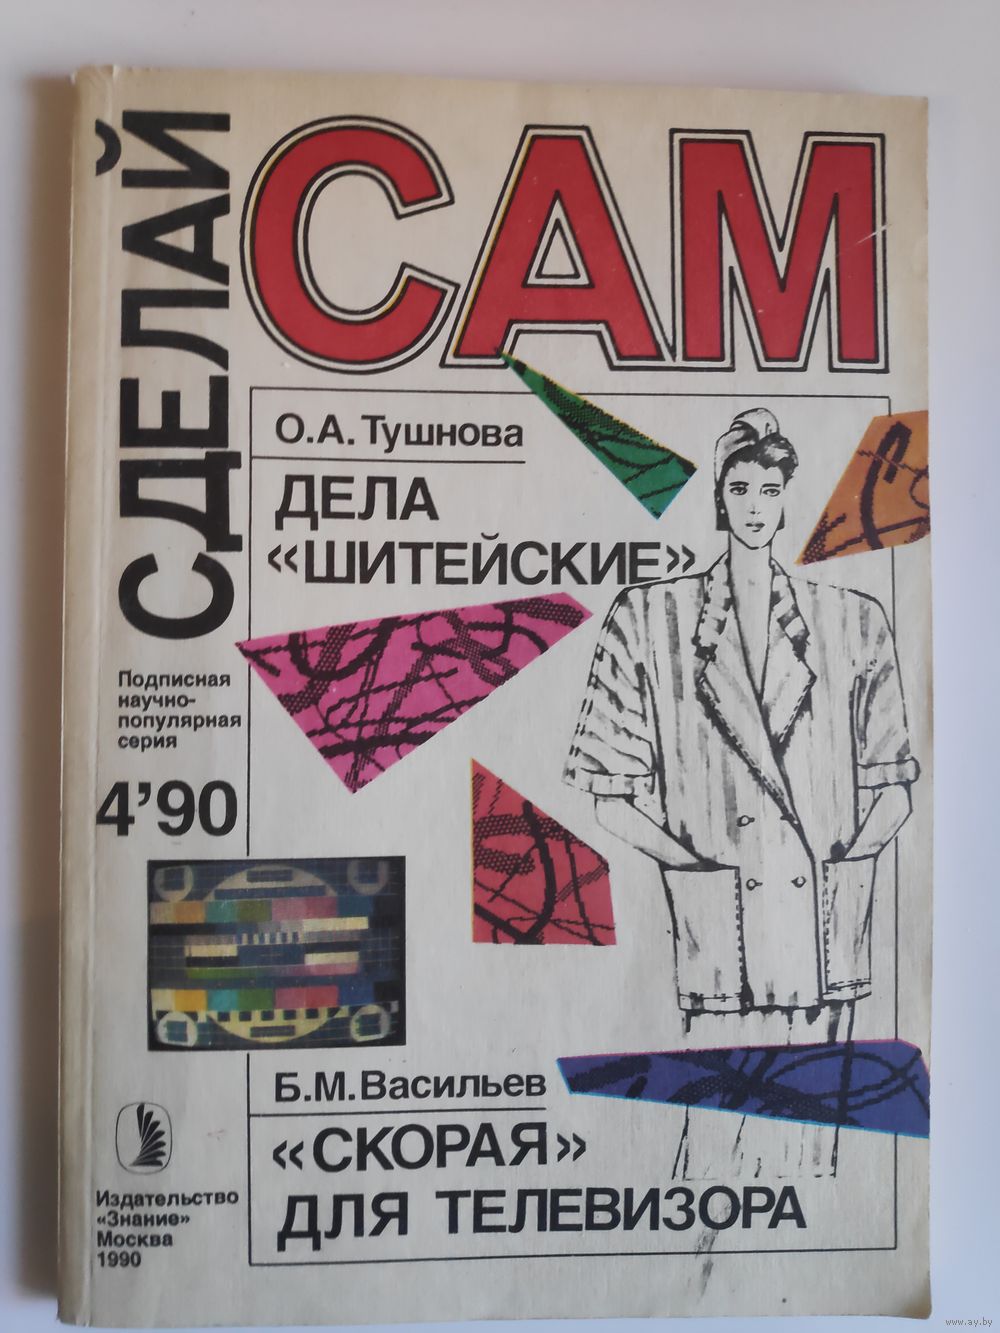 СДЕЛАЙ
САМ
О.А.Тушнова
ДЕЛА
«ШИТЕЙСКИЕ»
Подписная
научно-
популярная
серия
4'90
Б.М.Васильев
«СКОРАЯ»
ДЛЯ ТЕЛЕВИЗОРА
Издательство
«Знание»
Москва
1990
www.ay.by